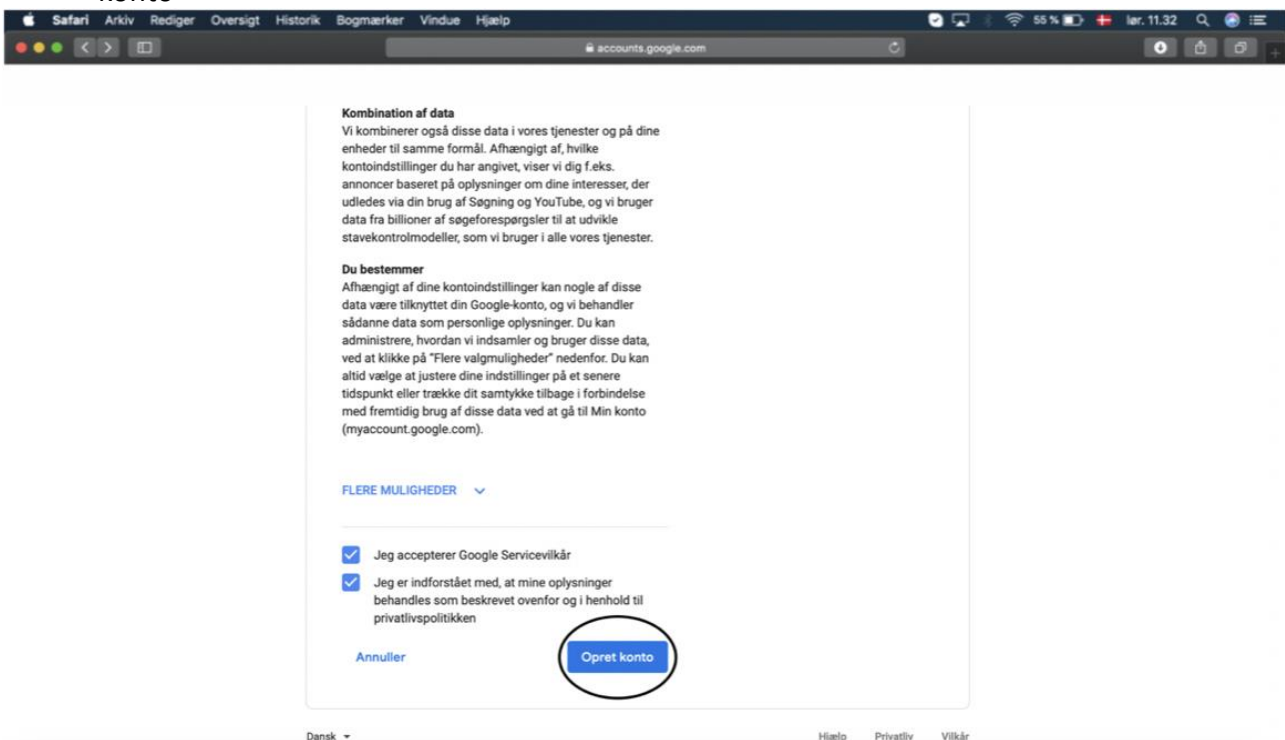 konto
Safari Arkiv Rediger Oversigt Historik Bogmærker Vindue Hjælp 55 % lør. 11.32
accounts.google.com
Kombination af data
Vi kombinerer også disse data i vores tjenester og på dine
enheder til samme formål. Afhængigt af, hvilke
kontoindstillinger du har angivet, viser vi dig f.eks.
annoncer baseret på oplysninger om dine interesser, der
udledes via din brug af Søgning og YouTube, og vi bruger
data fra billioner af søgeforespørgsler til at udvikle
stavekontrolmodeller, som vi bruger i alle vores tjenester.
Du bestemmer
Afhængigt af dine kontoindstillinger kan nogle af disse
data være tilknyttet din Google-konto, og vi behandler
sådanne data som personlige oplysninger. Du kan
administrere, hvordan vi indsamler og bruger disse data,
ved at klikke på "Flere valgmuligheder" nedenfor. Du kan
altid vælge at justere dine indstillinger på et senere
tidspunkt eller trække dit samtykke tilbage i forbindelse
med fremtidig brug af disse data ved at gå til Min konto
(myaccount.google.com).
FLERE MULIGHEDER
Jeg accepterer Google Servicevilkår
Jeg er indforstået med, at mine oplysninger
behandles som beskrevet ovenfor og i henhold til
privatlivspolitikken
Annuller Opret konto
Dansk Hjælp Privatliv Vilkår